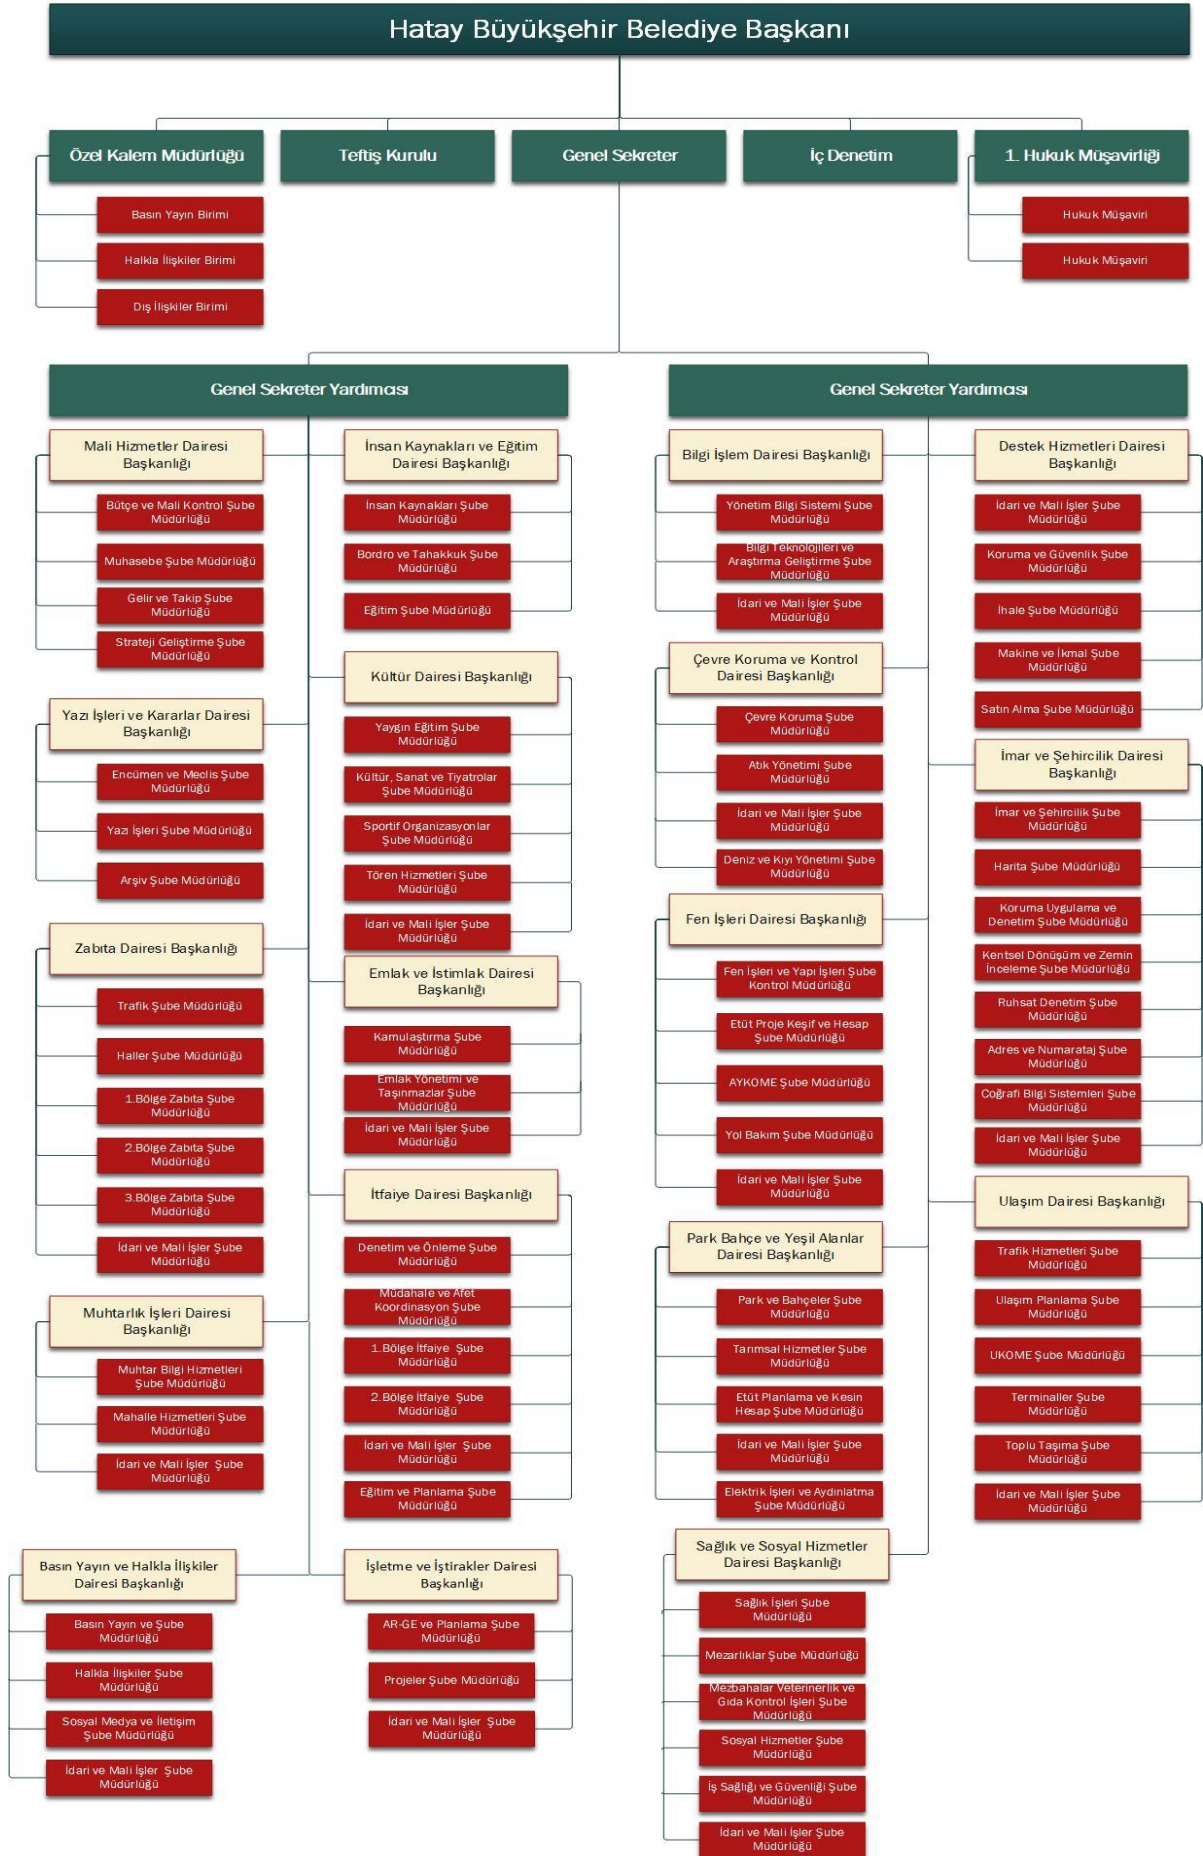 Hatay Büyükşehir Belediye Başkanı
Özel Kalem Müdürlüğü
Teftiş Kurulu
Genel Sekreter
İç Denetim
1. Hukuk Müşavirliği
Basın Yayın Birimi
Halkla İlişkiler Birimi
Dış İlişkiler Birimi
Hukuk Müşaviri
Hukuk Müşaviri
Genel Sekreter Yardımcısı
Mali Hizmetler Dairesi
Başkanlığı
Bütçe ve Mali Kontrol Şube
Müdürlüğü
Muhasebe Şube Müdürlüğü
Gelir ve Takip Şube
Müdürlüğü
Strateji Geliştirme Şube
Müdürlüğü
Yazı İşleri ve Kararlar Dairesi
Başkanlığı
Encümen ve Meclis Şube
Müdürlüğü
Yazı İşleri Şube Müdürlüğü
Arşiv Şube Müdürlüğü
Zabıta Dairesi Başkanlığı
Trafik Şube Müdürlüğü
Haller Şube Müdürlüğü
1.Bölge Zabıta Şube
Müdürlüğü
2.Bölge Zabıta Şube
Müdürlüğü
3.Bölge Zabıta Şube
Müdürlüğü
İdari ve Mali İşler Şube
Müdürlüğü
Muhtarlık İşleri Dairesi
Başkanlığı
Muhtar Bilgi Hizmetleri
Şube Müdürlüğü
Mahalle Hizmetleri Şube
Müdürlüğü
İdari ve Mali İşler Şube
Müdürlüğü
Basın Yayın ve Halkla İlişkiler
Dairesi Başkanlığı
Basın Yayın ve Şube
Müdürlüğü
Halkla İlişkiler Şube
Müdürlüğü
Sosyal Medya ve İletişim
Şube Müdürlüğü
İdari ve Mali İşler Şube
Müdürlüğü
İnsan Kaynakları ve Eğitim
Dairesi Başkanlığı
İnsan Kaynakları Şube
Müdürlüğü
Bordro ve Tahakkuk Şube
Müdürlüğü
Eğitim Şube Müdürlüğü
Kültür Dairesi Başkanlığı
Yaygın Eğitim Şube
Müdürlüğü
Kültür, Sanat ve Tiyatrolar
Şube Müdürlüğü
Sportif Organizasyonlar
Şube Müdürlüğü
Tören Hizmetleri Şube
Müdürlüğü
İdari ve Mali İşler Şube
Müdürlüğü
Emlak ve İstimlak Dairesi
Başkanlığı
Kamulaştırma Şube
Müdürlüğü
Emlak Yönetimi ve
Taşınmazlar Şube
Müdürlüğü
İdari ve Mali İşler Şube
Müdürlüğü
İtfaiye Dairesi Başkanlığı
Denetim ve Önleme Şube
Müdürlüğü
Müdahale ve Afet
Koordinasyon Şube
Müdürlüğü
1.Bölge İtfaiye Şube
Müdürlüğü
2.Bölge İtfaiye Şube
Müdürlüğü
İdari ve Mali İşler Şube
Müdürlüğü
Eğitim ve Planlama Şube
Müdürlüğü
İşletme ve İştirakler Dairesi
Başkanlığı
AR-GE ve Planlama Şube
Müdürlüğü
Projeler Şube Müdürlüğü
İdari ve Mali İşler Şube
Müdürlüğü
Genel Sekreter Yardımcısı
Bilgi İşlem Dairesi Başkanlığı
Yönetim Bilgi Sistemi Şube
Müdürlüğü
Bilgi Teknolojileri ve
Araştırma Geliştirme Şube
Müdürlüğü
İdari ve Mali İşler Şube
Müdürlüğü
Çevre Koruma ve Kontrol
Dairesi Başkanlığı
Çevre Koruma Şube
Müdürlüğü
Atık Yönetimi Şube
Müdürlüğü
İdari ve Mali İşler Şube
Müdürlüğü
Deniz ve Kıyı Yönetimi Şube
Müdürlüğü
Fen İşleri Dairesi Başkanlığı
Fen İşleri ve Yapı İşleri Şube
Kontrol Müdürlüğü
Etüt Proje Keşif ve Hesap
Şube Müdürlüğü
AYKOME Şube Müdürlüğü
Yol Bakım Şube Müdürlüğü
İdari ve Mali İşler Şube
Müdürlüğü
Park Bahçe ve Yeşil Alanlar
Dairesi Başkanlığı
Park ve Bahçeler Şube
Müdürlüğü
Tarımsal Hizmetler Şube
Müdürlüğü
Etüt Planlama ve Kesin
Hesap Şube Müdürlüğü
İdari ve Mali İşler Şube
Müdürlüğü
Elektrik İşleri ve Aydınlatma
Şube Müdürlüğü
Sağlık ve Sosyal Hizmetler
Dairesi Başkanlığı
Sağlık İşleri Şube
Müdürlüğü
Mezarlıklar Şube Müdürlüğü
Mezbahalar Veterinerlik ve
Gıda Kontrol İşleri Şube
Müdürlüğü
Sosyal Hizmetler Şube
Müdürlüğü
İş Sağlığı ve Güvenliği Şube
Müdürlüğü
İdari ve Mali İşler Şube
Müdürlüğü
Destek Hizmetleri Dairesi
Başkanlığı
İdari ve Mali İşler Şube
Müdürlüğü
Koruma ve Güvenlik Şube
Müdürlüğü
İhale Şube Müdürlüğü
Makine ve İkmal Şube
Müdürlüğü
Satın Alma Şube Müdürlüğü
İmar ve Şehircilik Dairesi
Başkanlığı
İmar ve Şehircilik Şube
Müdürlüğü
Harita Şube Müdürlüğü
Koruma Uygulama ve
Denetim Şube Müdürlüğü
Kentsel Dönüşüm ve Zemin
İnceleme Şube Müdürlüğü
Ruhsat Denetim Şube
Müdürlüğü
Adres ve Numarataj Şube
Müdürlüğü
Coğrafi Bilgi Sistemleri Şube
Müdürlüğü
İdari ve Mali İşler Şube
Müdürlüğü
Ulaşım Dairesi Başkanlığı
Trafik Hizmetleri Şube
Müdürlüğü
Ulaşım Planlama Şube
Müdürlüğü
UKOME Şube Müdürlüğü
Terminaller Şube
Müdürlüğü
Toplu Taşıma Şube
Müdürlüğü
İdari ve Mali İşler Şube
Müdürlüğü